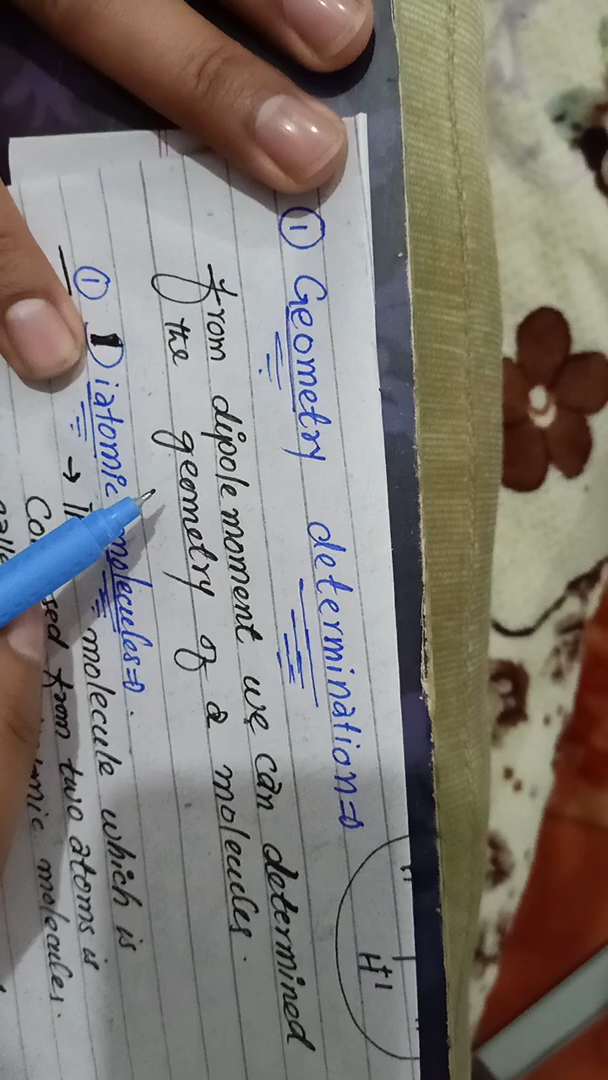 H
① Geometry determination⇒
From dipole moment we can determined
the geometry of a molecules.
① Diatomic molecules⇒
→ molecule which is
from two atoms is
molecules.